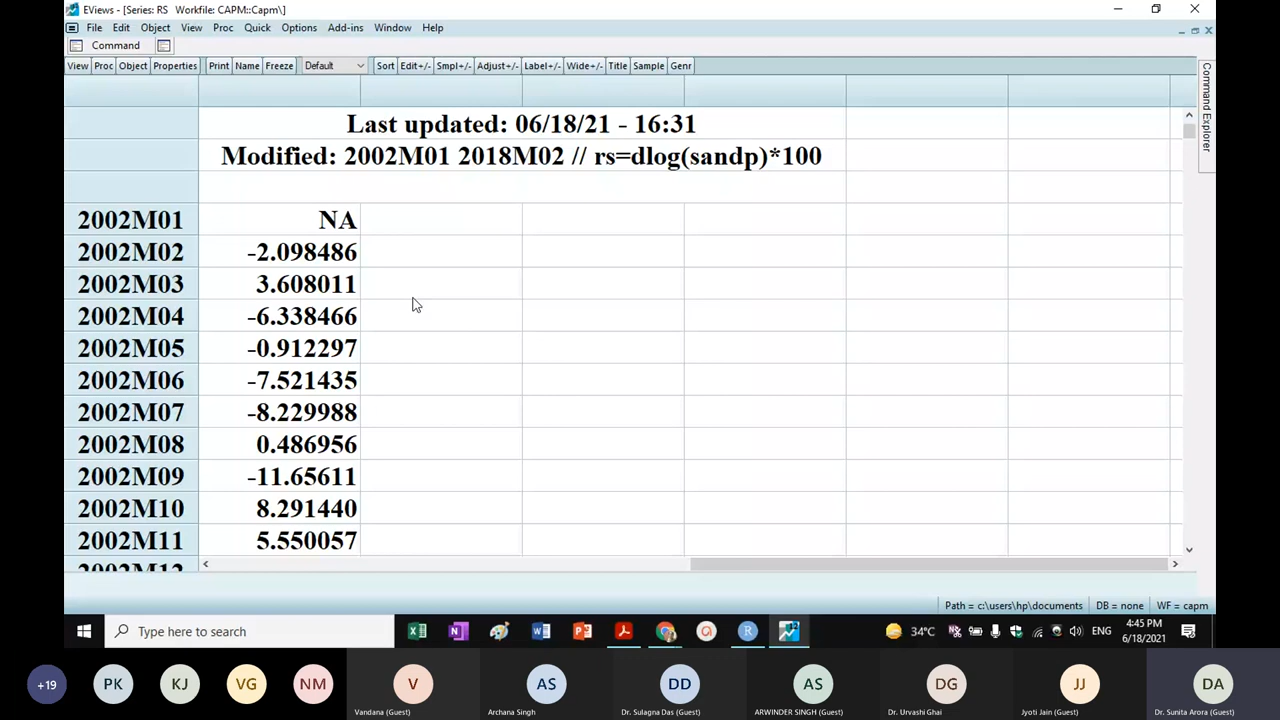 EViews - [Series: RS   Workfile: CAPM::Capm\]
File Edit Object View Proc Quick Options Add-ins Window Help
Command
View Proc Object Properties Print Name Freeze Default Sort Edit+/- Smpl+/- Adjust+/- Label+/- Wide+/- Title Sample Genr
Command Explorer
Last updated: 06/18/21 - 16:31
Modified: 2002M01 2018M02 // rs=dlog(sandp)*100
2002M01 NA
2002M02 -2.098486
2002M03 3.608011
2002M04 -6.338466
2002M05 -0.912297
2002M06 -7.521435
2002M07 -8.229988
2002M08 0.486956
2002M09 -11.65611
2002M10 8.291440
2002M11 5.550057
2002M12
Path = c:\users\hp\documents DB = none WF = capm
Type here to search
34°C ENG 4:45 PM
6/18/2021
+19 PK KJ VG NM V AS DD AS DG JJ DA
Vandana (Guest) Archana Singh Dr. Sulagna Das (Guest) ARWINDER SINGH (Guest) Dr. Urvashi Ghai Jyoti Jain (Guest) Dr. Sunita Arora (Guest)